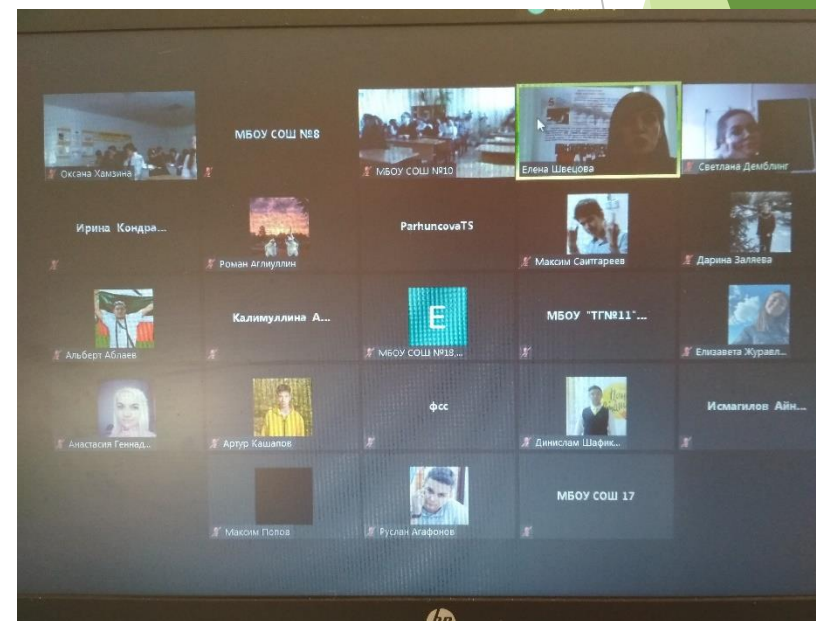 Оксана Хамзина
МБОУ СОШ №8
МБОУ СОШ №10
Елена Швецова
Светлана Демблинг
Ирина Кондра...
Роман Аглиуллин
ParhuncovaTS
Максим Саитгареев
Дарина Заляева
Альберт Аблаев
Калимуллина А...
E
МБОУ СОШ №18,...
МБОУ "ТГ№11"...
Елизавета Журавл...
Анастасия Геннад...
Артур Кашапов
фсс
Динислам Шафик...
Исмагилов Айн...
Максим Попов
Руслан Агафонов
МБОУ СОШ 17
hp